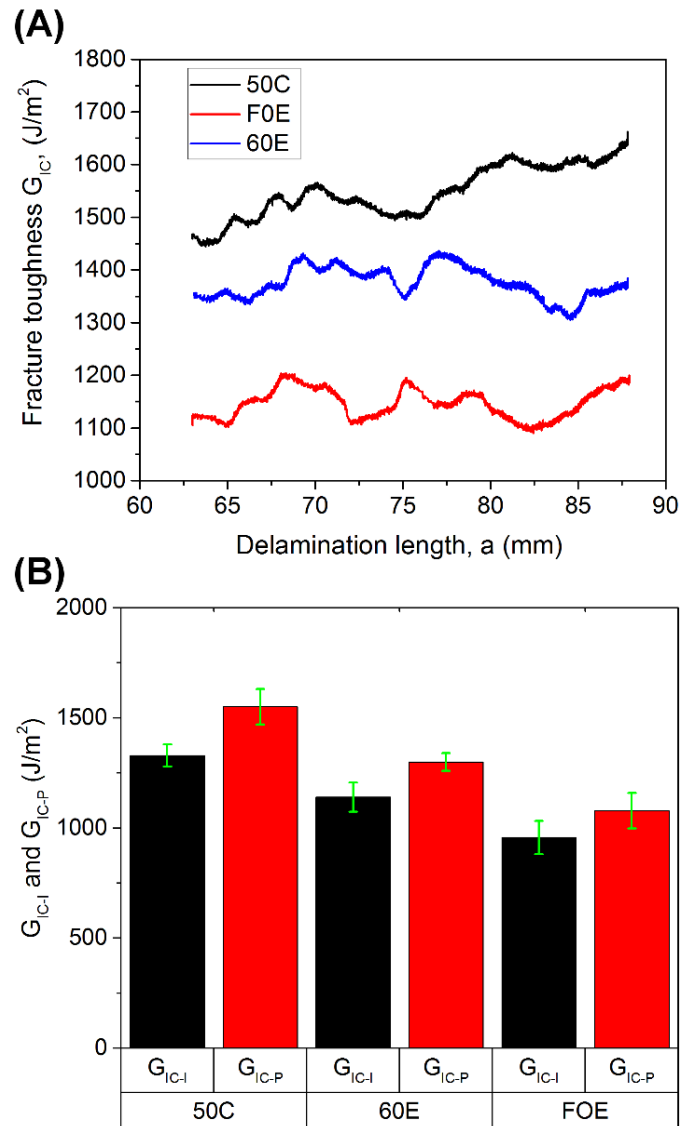 (A)
1800
1700
1600
1500
1400
1300
1200
1100
1000
Fracture toughness G_IC, (J/m²)
50C
F0E
60E
60 65 70 75 80 85 90
Delamination length, a (mm)
(B)
2000
1500
1000
500
0
G_IC-I and G_IC-P (J/m²)
G_IC-I G_IC-P G_IC-I G_IC-P G_IC-I G_IC-P
50C 60E FOE